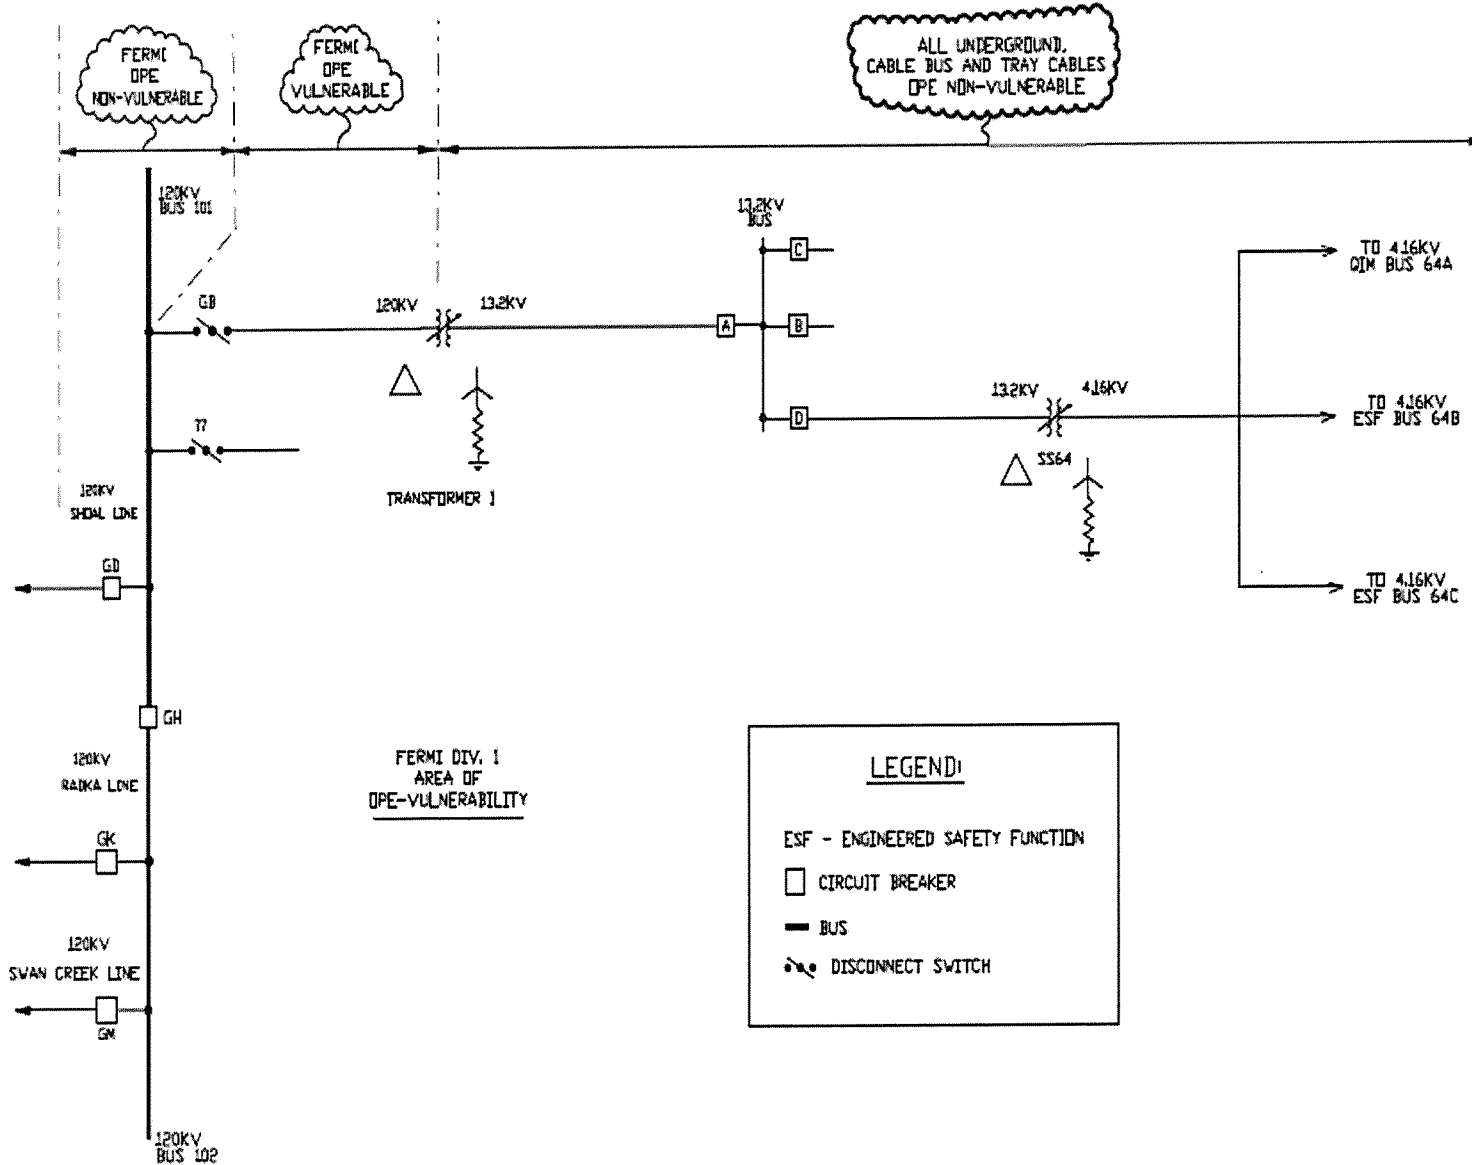 FERMI
OPE
NON-VULNERABLE
FERMI
OPE
VULNERABLE
ALL UNDERGROUND,
CABLE BUS AND TRAY CABLES
OPE NON-VULNERABLE
120KV
BUS 101
13.2KV
BUS
C
TO 4.16KV
BUS 64A
GB
120KV
13.2KV
A
B
13.2KV
4.16KV
D
TO 4.16KV
ESF BUS 64B
??
SS64
120KV
SHOAL LINE
TRANSFORMER 1
GD
TO 4.16KV
ESF BUS 64C
GH
120KV
RADKA LINE
FERMI DIV. 1
AREA OF
OPE-VULNERABILITY
LEGEND:
ESF - ENGINEERED SAFETY FUNCTION
CIRCUIT BREAKER
BUS
DISCONNECT SWITCH
GK
120KV
SWAN CREEK LINE
GM
120KV
BUS 102